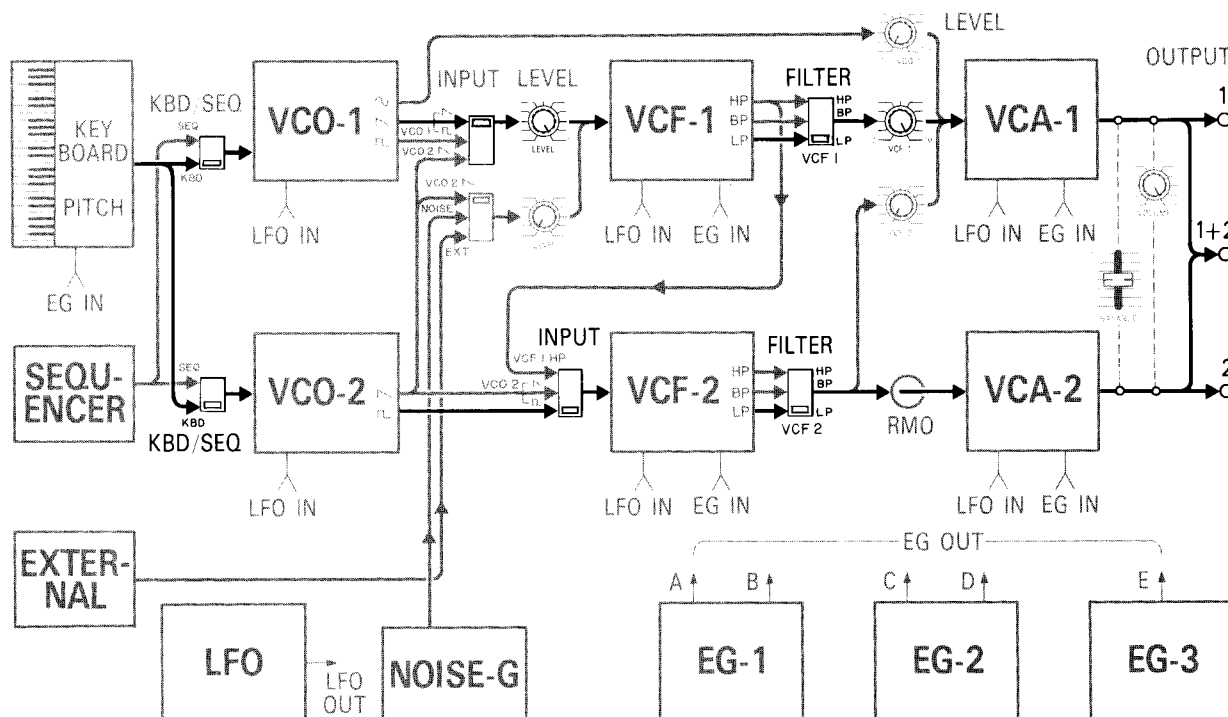 LEVEL
OUTPUT
INPUT LEVEL
FILTER
KBD/SEQ
KEY
BOARD
PITCH
SEQ
KBD
VCO-1
VCO 1
VCO 2
LEVEL
VCF-1
HP
BP
LP
HP
BP
LP
VCF 1
VCF 1
VCA-1
1
VCO 2
NOISE
EXT
LFO IN
LFO IN
EG IN
LFO IN
EG IN
1+2
EG IN
INPUT
FILTER
SEQU-
ENCER
SEQ
KBD
KBD/SEQ
VCO-2
VCF 1 HP
VCO 2
VCF-2
HP
BP
LP
HP
BP
LP
VCF 2
RMO
VCA-2
2
LFO IN
LFO IN
EG IN
LFO IN
EG IN
EXTER-
NAL
EG OUT
A
B
C
D
E
LFO
LFO
OUT
NOISE-G
EG-1
EG-2
EG-3